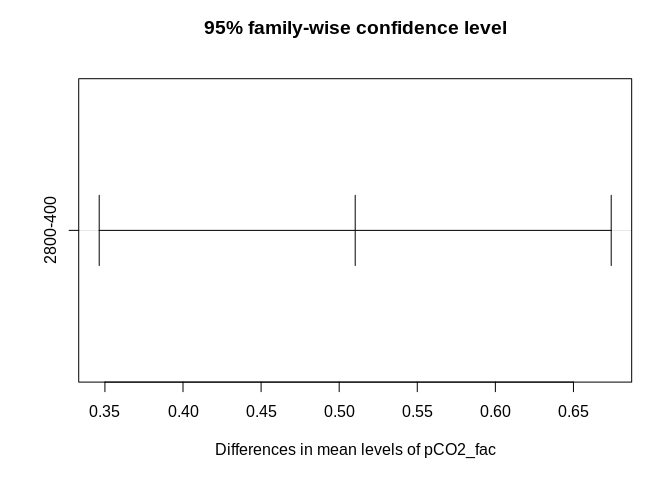 95% family-wise confidence level
2800-400
0.35 0.40 0.45 0.50 0.55 0.60 0.65
Differences in mean levels of pCO2_fac